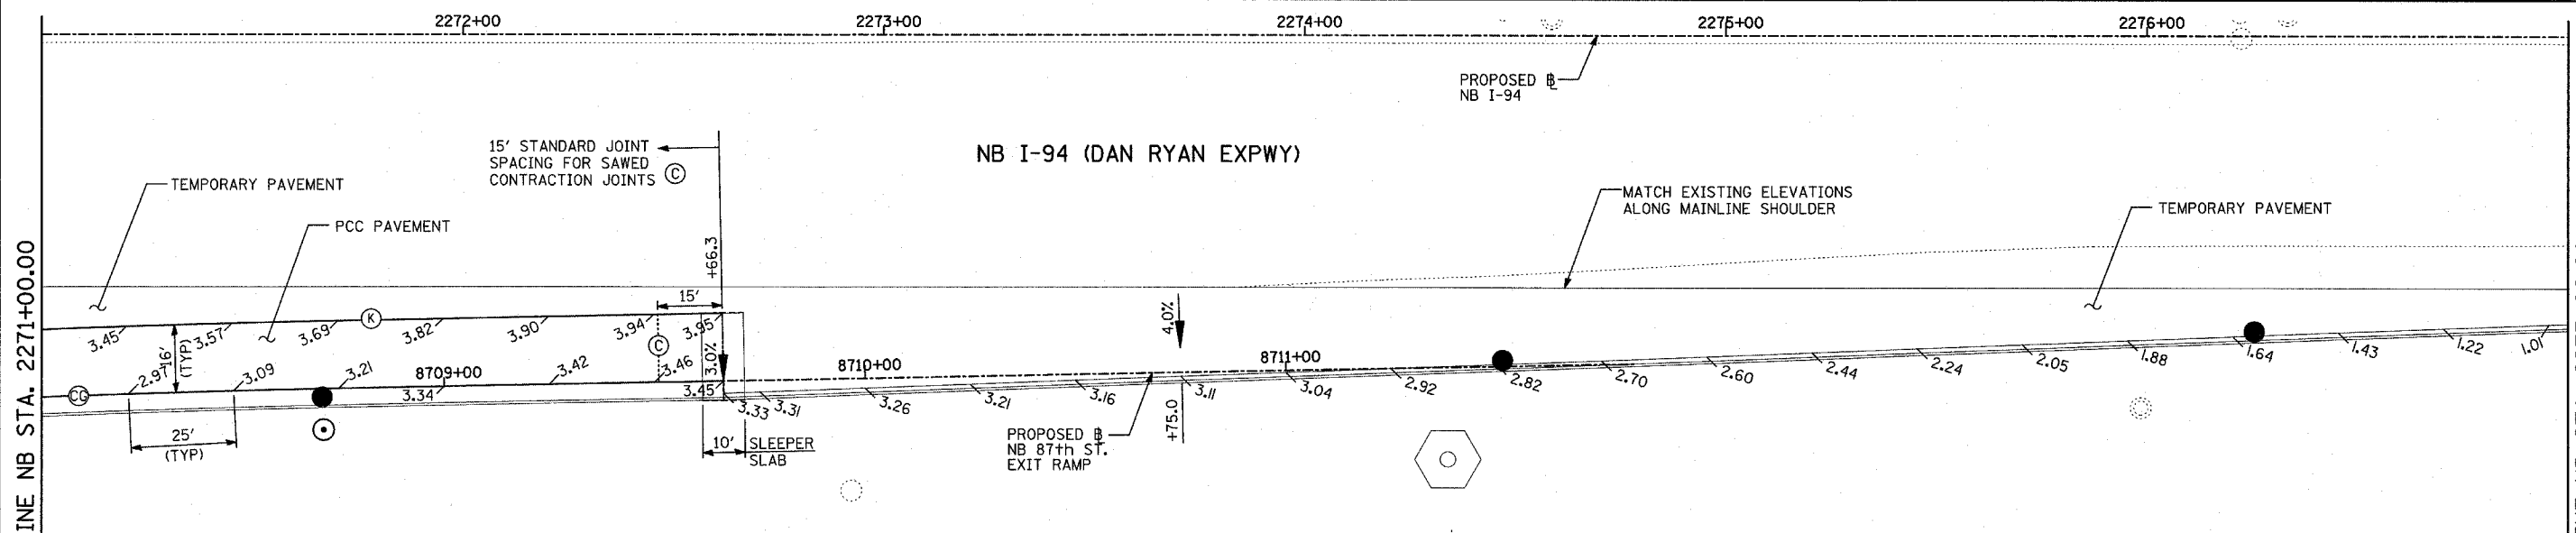 2272+00
2273+00
2274+00
2275+00
2276+00
PROPOSED ⅊
NB I-94
15' STANDARD JOINT
SPACING FOR SAWED
CONTRACTION JOINTS C
NB I-94 (DAN RYAN EXPWY)
TEMPORARY PAVEMENT
PCC PAVEMENT
MATCH EXISTING ELEVATIONS
ALONG MAINLINE SHOULDER
TEMPORARY PAVEMENT
INE NB STA. 2271+00.00
+66.3
15'
4.0%
3.45
3.57
3.69
K
3.82
3.90
3.94
3.95
16'
(TYP)
C
3.0%
CG
2.97
3.09
3.21
8709+00
3.34
3.42
3.46
3.45
8710+00
8711+00
3.33
3.31
3.26
3.21
3.16
3.11
3.04
2.92
2.82
2.70
2.60
2.44
2.24
2.05
1.88
1.64
1.43
1.22
1.01
25'
(TYP)
10'
SLEEPER
SLAB
PROPOSED ⅊
NB 87th ST.
EXIT RAMP
+75.0